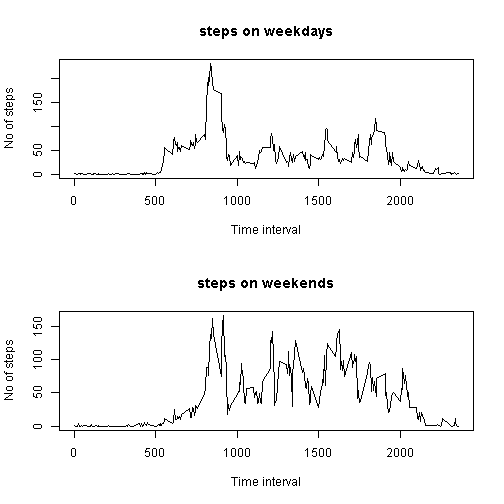 steps on weekdays
No of steps
150
50
0
0 500 1000 1500 2000
Time interval
steps on weekends
No of steps
150
100
50
0
0 500 1000 1500 2000
Time interval